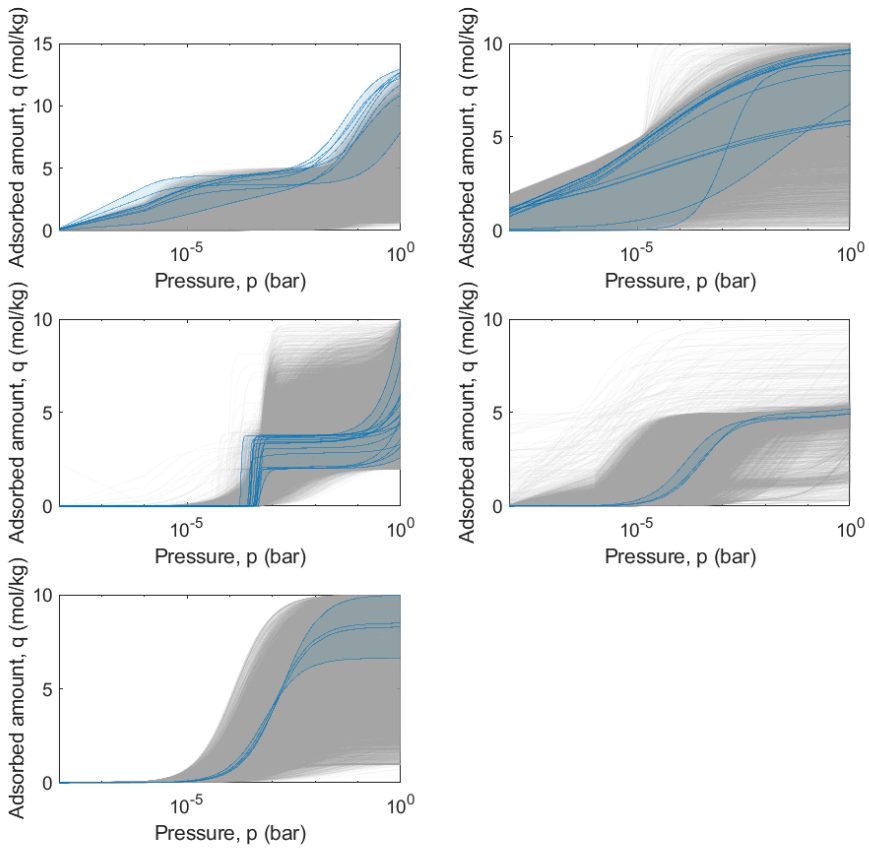 Adsorbed amount, q (mol/kg)
15
10
5
0
10-5
100
Pressure, p (bar)
Adsorbed amount, q (mol/kg)
10
5
0
10-5
100
Pressure, p (bar)
Adsorbed amount, q (mol/kg)
10
5
0
10-5
100
Pressure, p (bar)
Adsorbed amount, q (mol/kg)
10
5
0
10-5
100
Pressure, p (bar)
Adsorbed amount, q (mol/kg)
10
5
0
10-5
100
Pressure, p (bar)